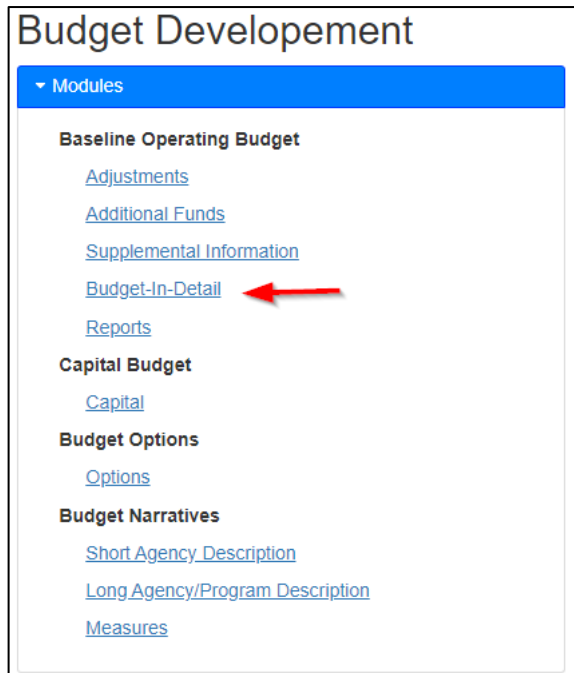 Budget Developement
Modules
Baseline Operating Budget
Adjustments
Additional Funds
Supplemental Information
Budget-In-Detail
Reports
Capital Budget
Capital
Budget Options
Options
Budget Narratives
Short Agency Description
Long Agency/Program Description
Measures